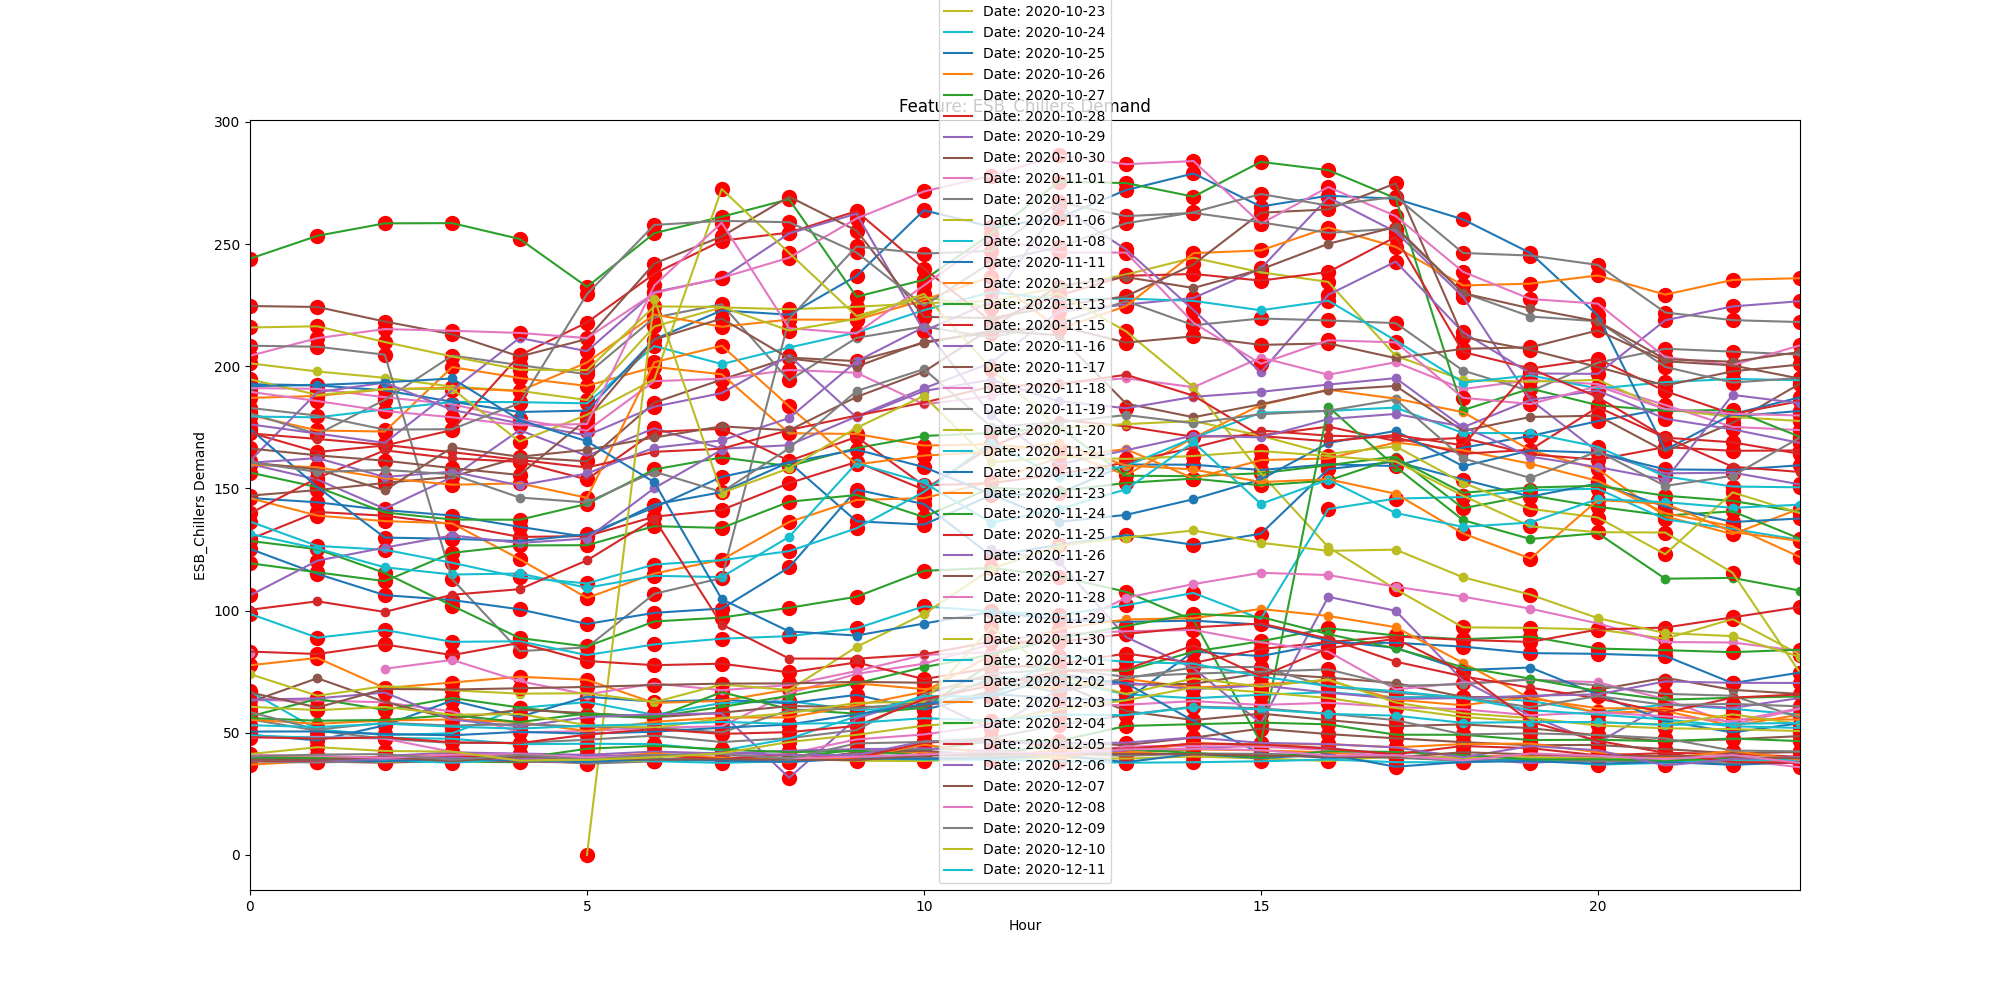 Date: 2020-10-23
Date: 2020-10-24
Date: 2020-10-25
Date: 2020-10-26
Date: 2020-10-27
Feature: ESB_Chillers Demand
Date: 2020-10-28
Date: 2020-10-29
Date: 2020-10-30
Date: 2020-11-01
Date: 2020-11-02
Date: 2020-11-06
Date: 2020-11-08
Date: 2020-11-11
Date: 2020-11-12
Date: 2020-11-13
Date: 2020-11-15
Date: 2020-11-16
Date: 2020-11-17
Date: 2020-11-18
Date: 2020-11-19
Date: 2020-11-20
Date: 2020-11-21
Date: 2020-11-22
Date: 2020-11-23
Date: 2020-11-24
Date: 2020-11-25
Date: 2020-11-26
Date: 2020-11-27
Date: 2020-11-28
Date: 2020-11-29
Date: 2020-11-30
Date: 2020-12-01
Date: 2020-12-02
Date: 2020-12-03
Date: 2020-12-04
Date: 2020-12-05
Date: 2020-12-06
Date: 2020-12-07
Date: 2020-12-08
Date: 2020-12-09
Date: 2020-12-10
Date: 2020-12-11
300
250
200
150
100
50
0
ESB_Chillers Demand
0 5 10 15 20
Hour